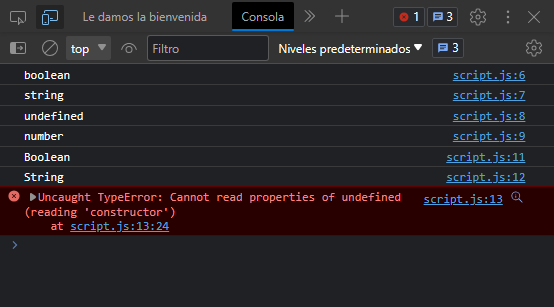 Le damos la bienvenida Consola 1 3
top Filtro Niveles predeterminados 3
boolean script.js:6
string script.js:7
undefined script.js:8
number script.js:9
Boolean script.js:11
String script.js:12
Uncaught TypeError: Cannot read properties of undefined script.js:13
(reading 'constructor')
at script.js:13:24